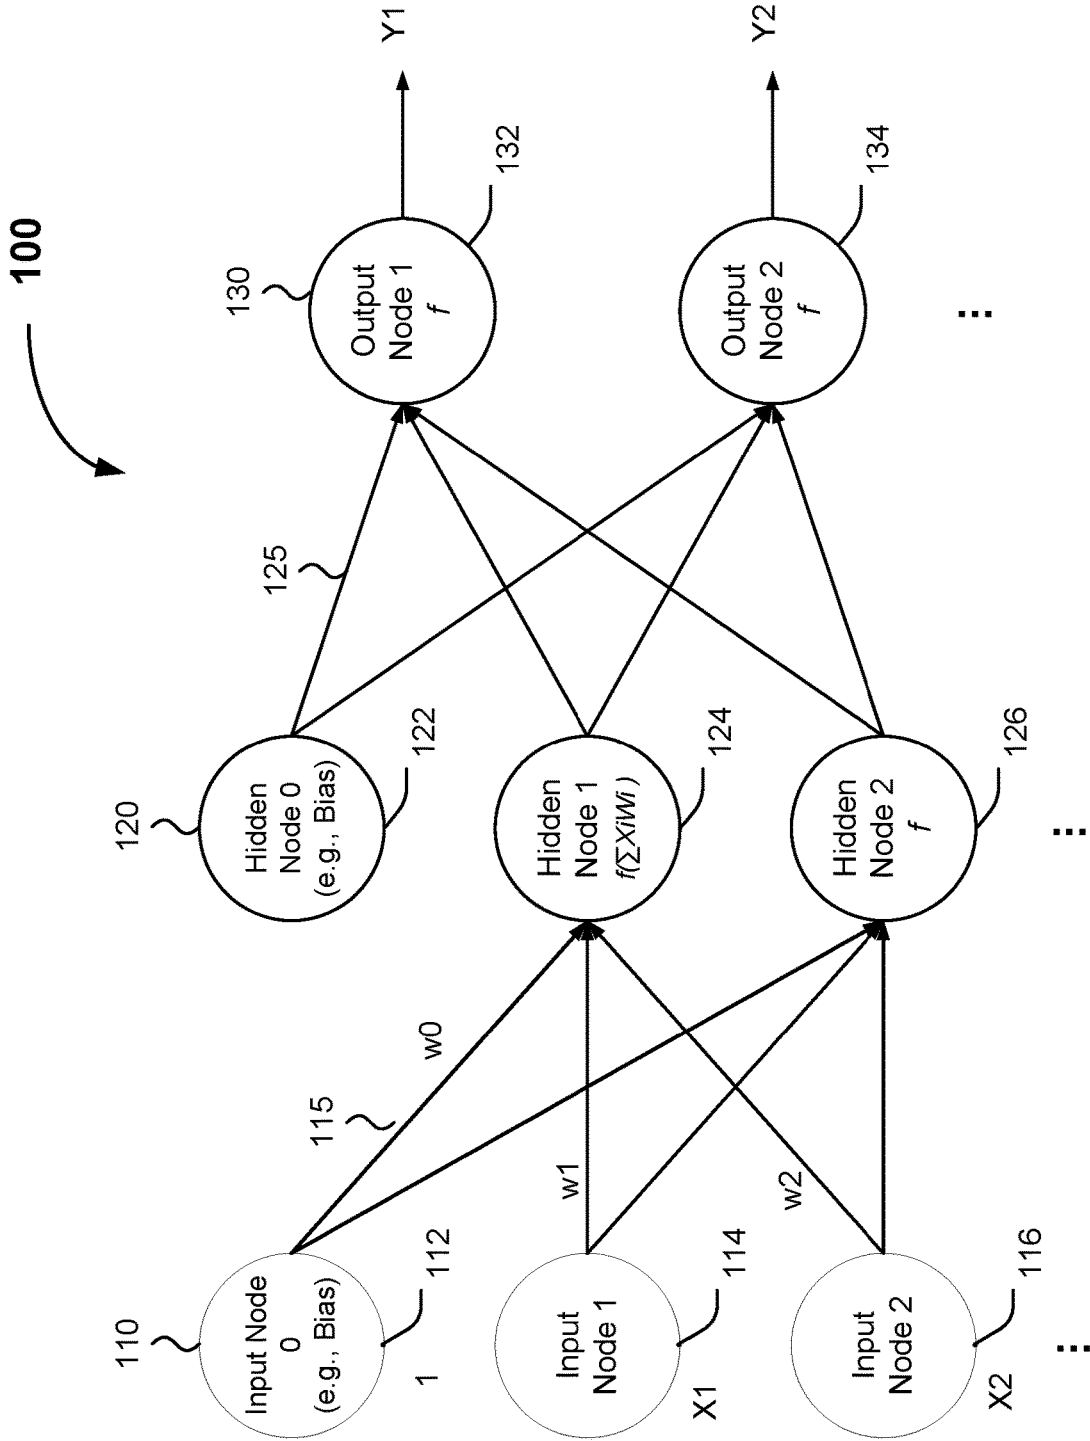 100
110
Input Node
0
(e.g., Bias)
112
1
Input
Node 1
114
X1
Input
Node 2
116
X2
...
115
w0
w1
w2
120
Hidden
Node 0
(e.g., Bias)
122
Hidden
Node 1
f(∑XiWi )
124
Hidden
Node 2
f
126
...
125
130
Output
Node 1
f
132
Y1
Output
Node 2
f
134
Y2
...